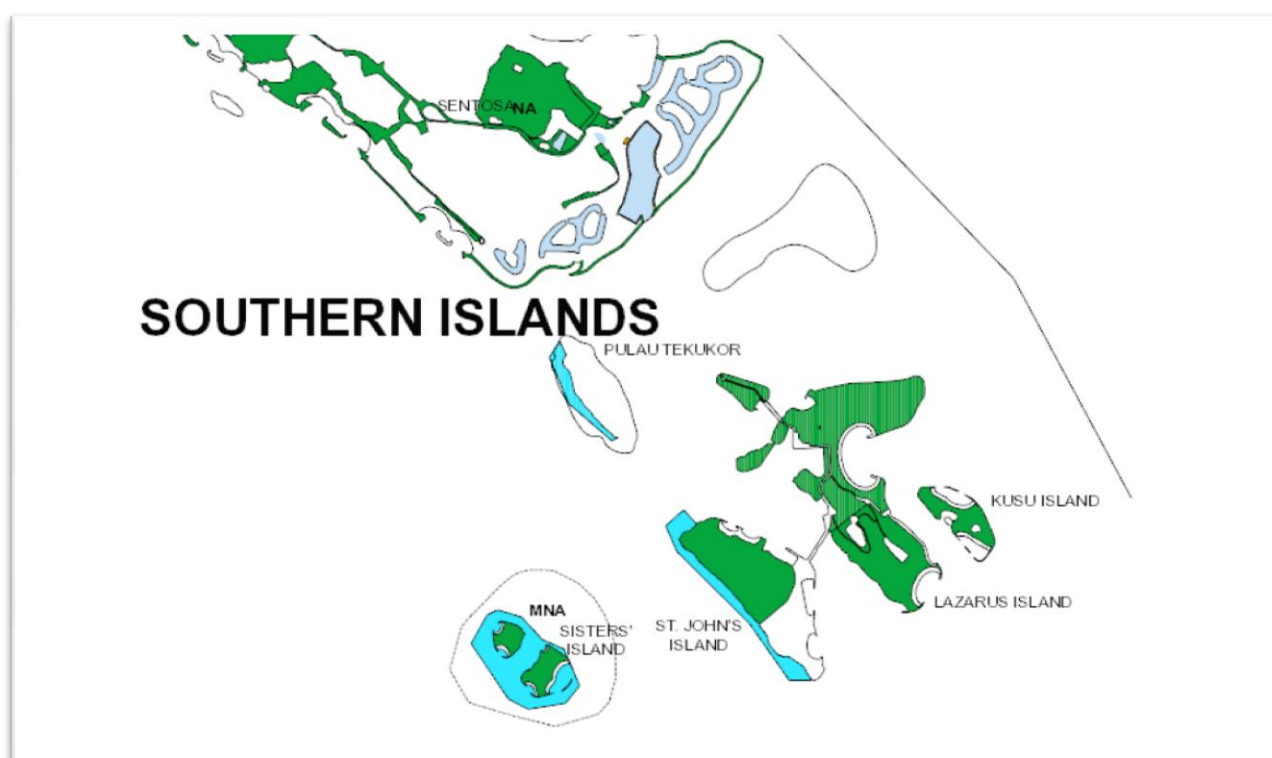 SENTOSA NA
SOUTHERN ISLANDS
PULAU TEKUKOR
KUSU ISLAND
LAZARUS ISLAND
MNA
SISTERS'
ISLAND
ST. JOHN'S
ISLAND